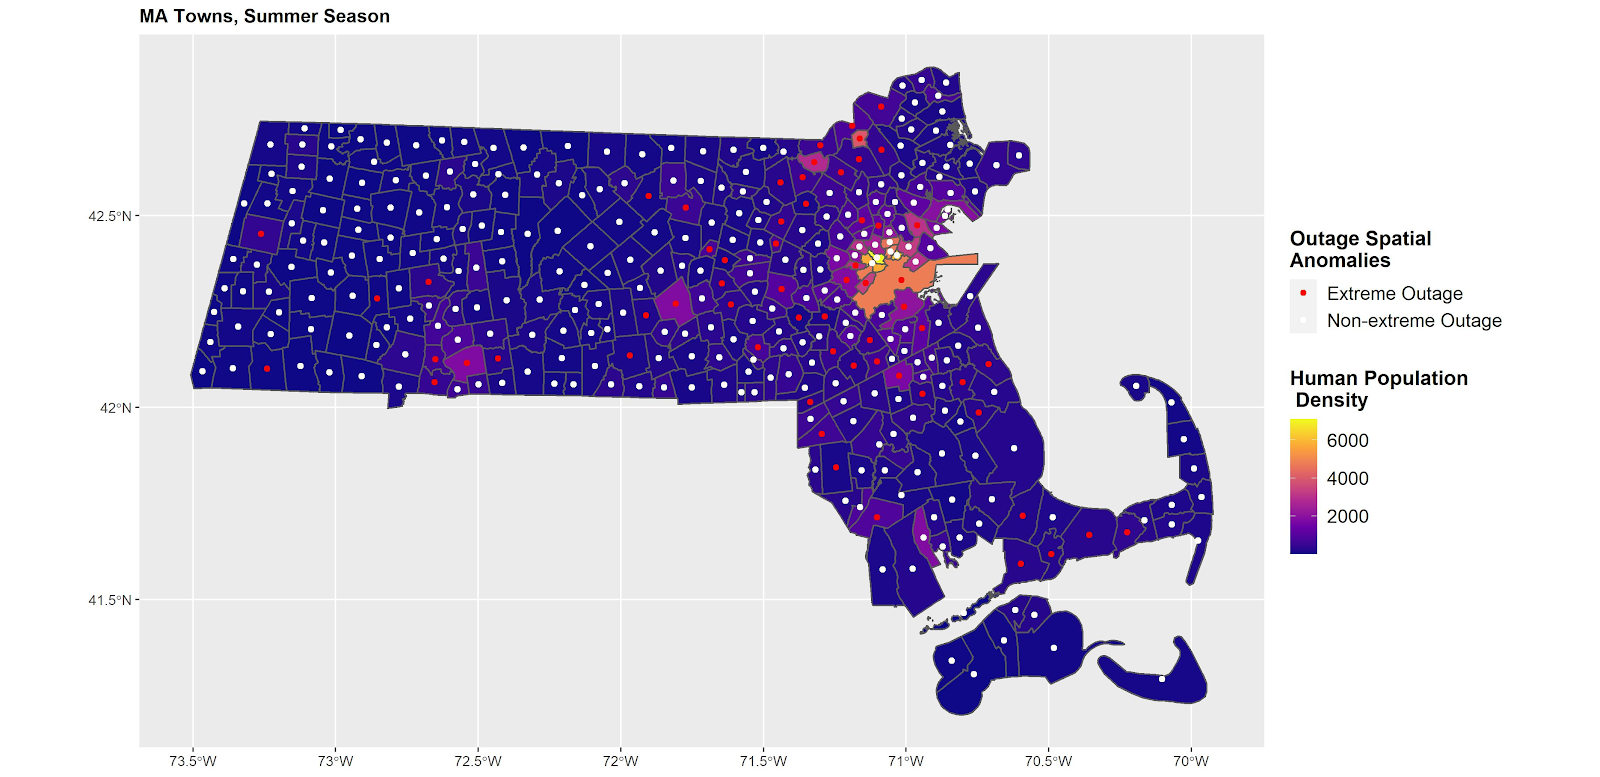 MA Towns, Summer Season
42.5°N
42°N
41.5°N
73.5°W
73°W
72.5°W
72°W
71.5°W
71°W
70.5°W
70°W
Outage Spatial
Anomalies
Extreme Outage
Non-extreme Outage
Human Population
Density
6000
4000
2000